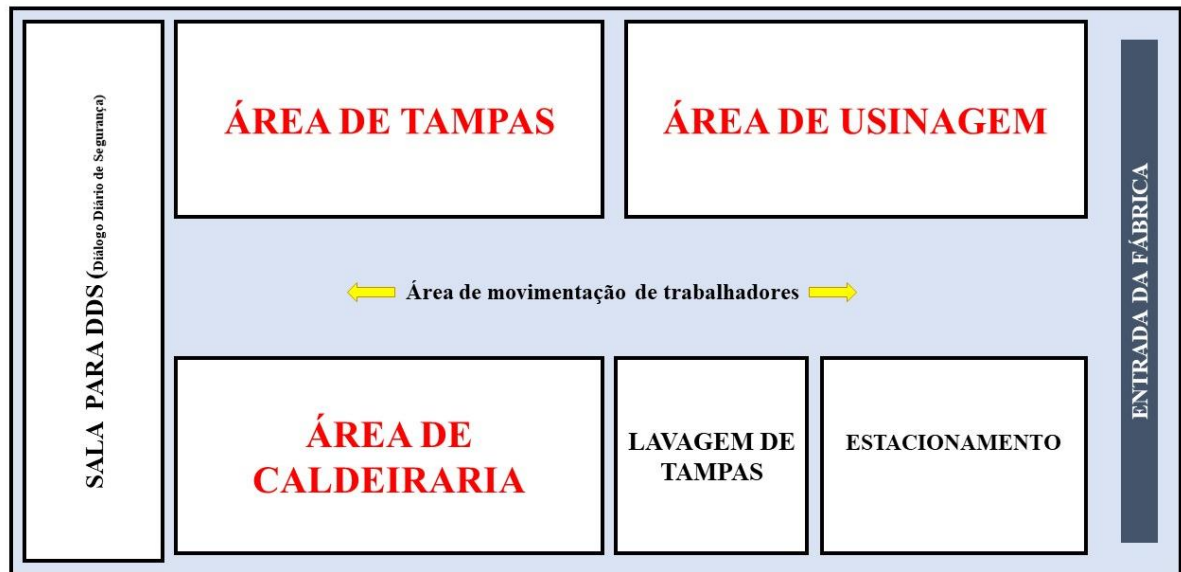 SALA PARA DDS (Diálogo Diário de Segurança)
ÁREA DE TAMPAS
ÁREA DE USINAGEM
Área de movimentação de trabalhadores
ÁREA DE
CALDEIRARIA
LAVAGEM DE
TAMPAS
ESTACIONAMENTO
ENTRADA DA FÁBRICA